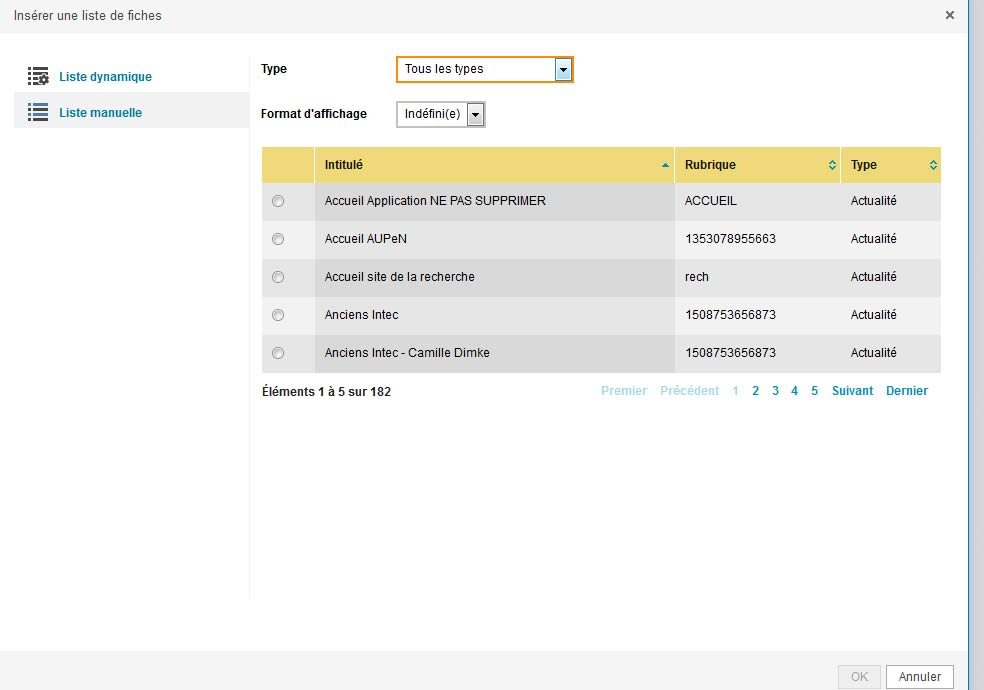 Insérer une liste de fiches
Liste dynamique
Liste manuelle
Type Tous les types
Format d'affichage Indéfini(e)
Intitulé Rubrique Type
Accueil Application NE PAS SUPPRIMER ACCUEIL Actualité
Accueil AUPeN 1353078955663 Actualité
Accueil site de la recherche rech Actualité
Anciens Intec 1508753656873 Actualité
Anciens Intec - Camille Dimke 1508753656873 Actualité
Éléments 1 à 5 sur 182 Premier Précédent 1 2 3 4 5 Suivant Dernier
OK Annuler